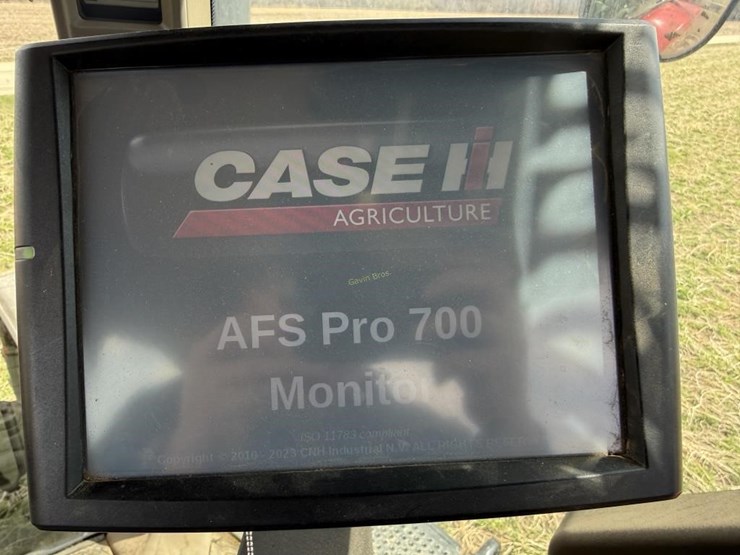 CASE IH
AGRICULTURE
Gavin Bros
AFS Pro 700
Monitor
ISO 11783 compliant
Copyright © 2010 - 2023 CNH Industrial N.V. ALL RIGHTS